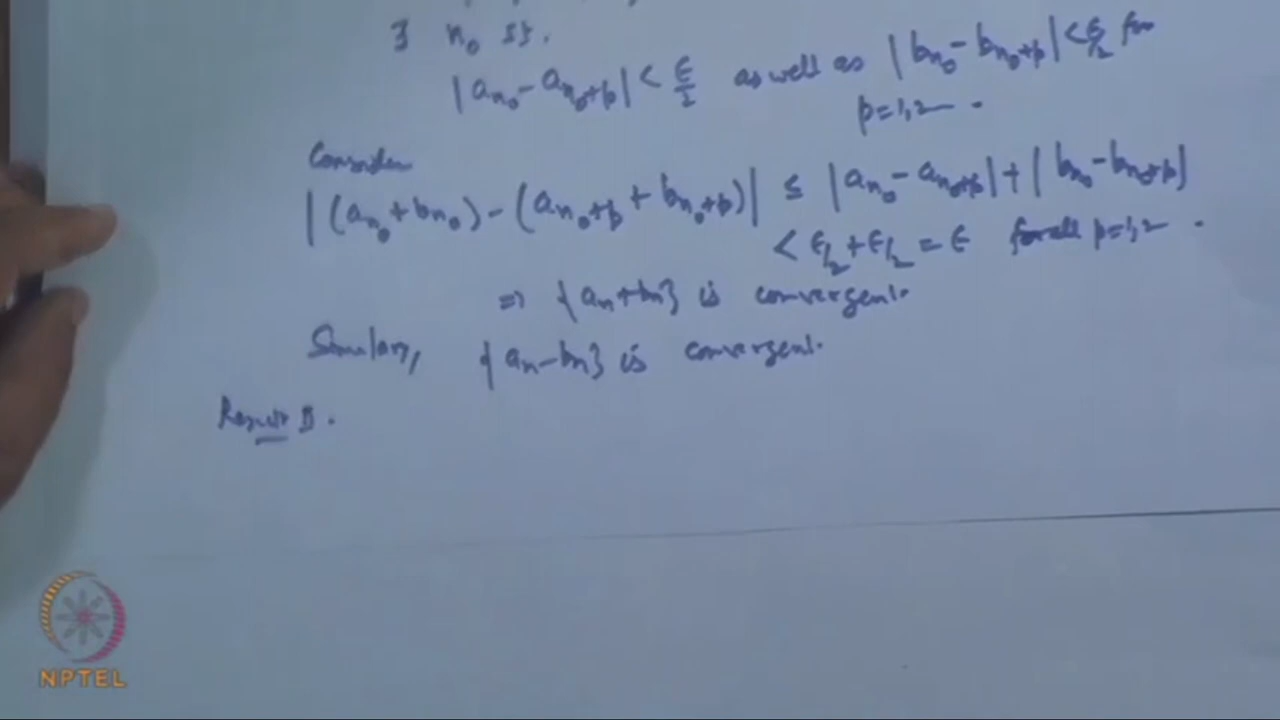 ∃ n₀ s.t.
|a_{n₀} - a_{n₀+p}| < ε/2 as well as |b_{n₀} - b_{n₀+p}| < ε/2 for
p=1,2 — .
Consider
|(a_{n₀} + b_{n₀}) - (a_{n₀+p} + b_{n₀+p})| ≤ |a_{n₀} - a_{n₀+p}| + |b_{n₀} - b_{n₀+p}|
< ε/2 + ε/2 = ε for all p=1,2 — .
⇒ {a_n + b_n} is convergent.
Similarly, {a_n - b_n} is convergent.
Result II.
NPTEL